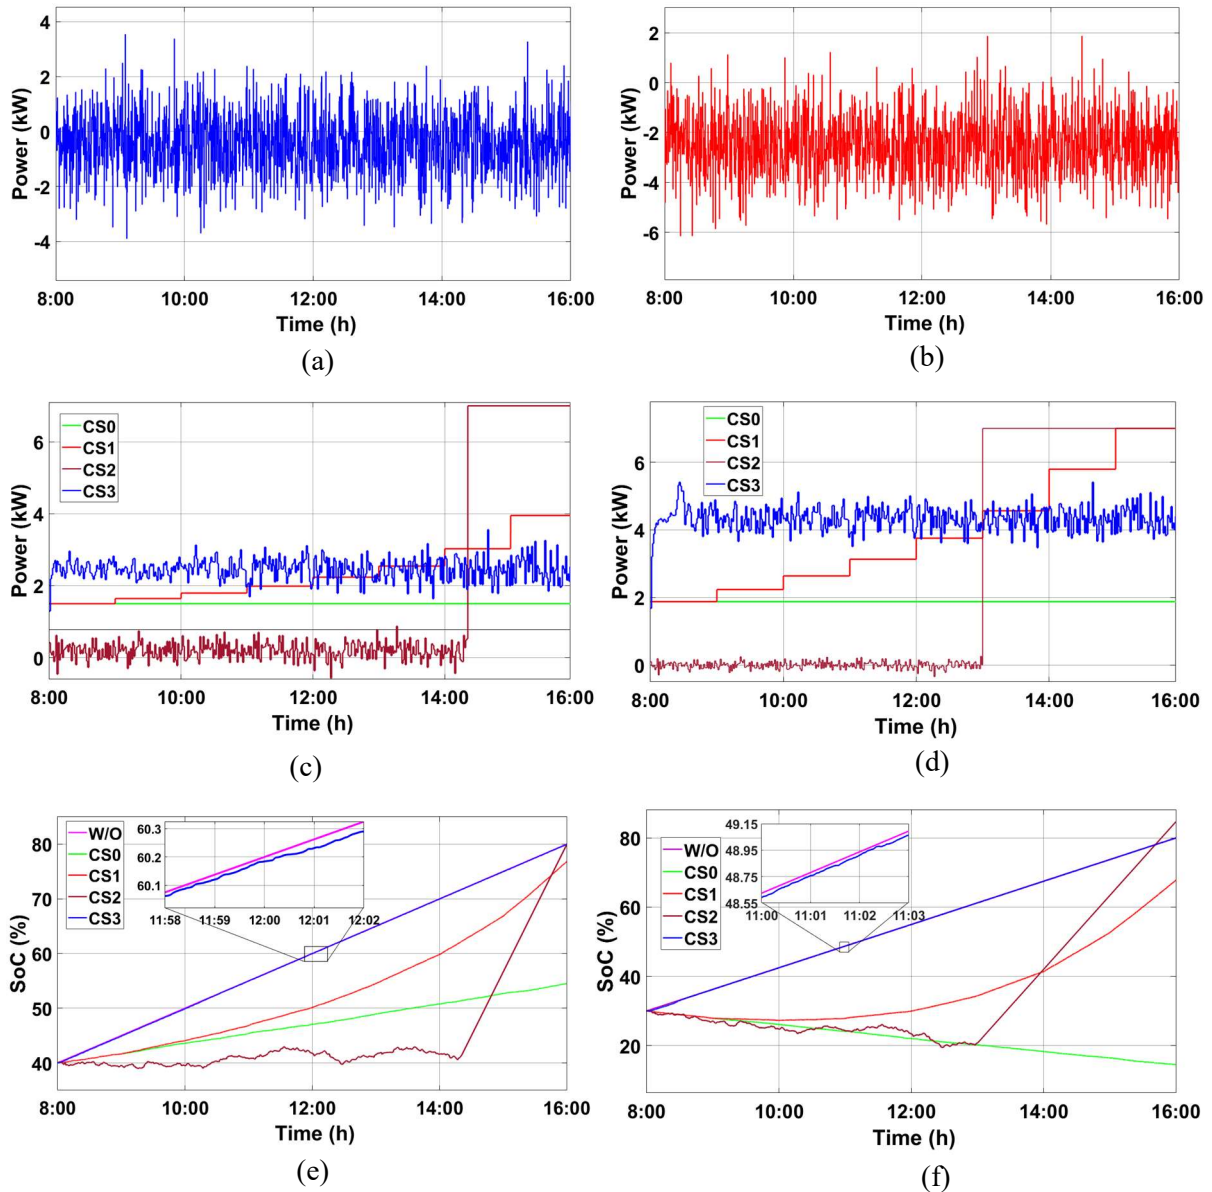 4
2
0
-2
-4
Power (kW)
8:00 10:00 12:00 14:00 16:00
Time (h)
(a)
2
0
-2
-4
-6
Power (kW)
8:00 10:00 12:00 14:00 16:00
Time (h)
(b)
CS0
CS1
CS2
CS3
6
4
2
0
Power (kW)
8:00 10:00 12:00 14:00 16:00
Time (h)
(c)
CS0
CS1
CS2
CS3
6
4
2
0
Power (kW)
8:00 10:00 12:00 14:00 16:00
Time (h)
(d)
W/O
CS0
CS1
CS2
CS3
60.3
60.2
60.1
11:58 11:59 12:00 12:01 12:02
80
70
60
50
40
SoC (%)
8:00 10:00 12:00 14:00 16:00
Time (h)
(e)
W/O
CS0
CS1
CS2
CS3
49.15
48.95
48.75
48.55
11:00 11:01 11:02 11:03
80
60
40
20
SoC (%)
8:00 10:00 12:00 14:00 16:00
Time (h)
(f)